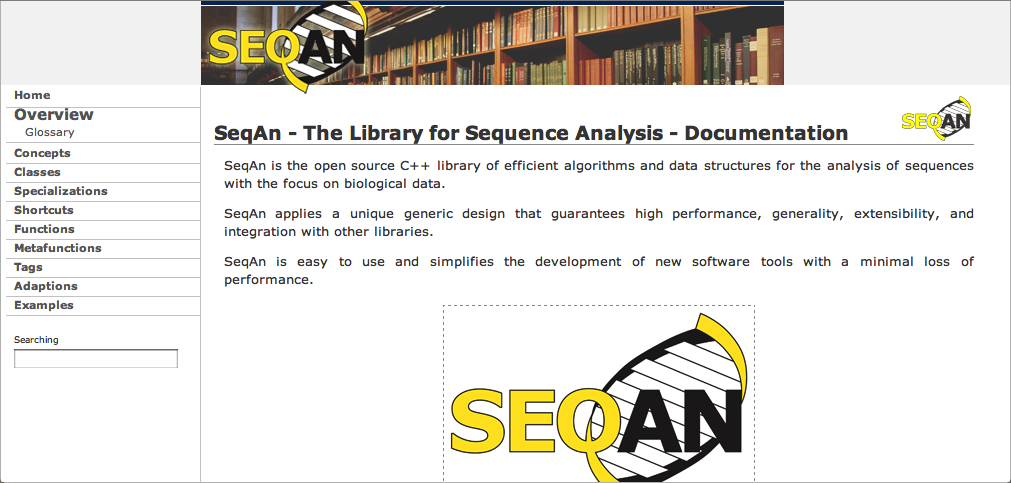 SEQAN
Home
Overview
Glossary
Concepts
Classes
Specializations
Shortcuts
Functions
Metafunctions
Tags
Adaptions
Examples
Searching
SEQAN
SeqAn - The Library for Sequence Analysis - Documentation
SeqAn is the open source C++ library of efficient algorithms and data structures for the analysis of sequences
with the focus on biological data.
SeqAn applies a unique generic design that guarantees high performance, generality, extensibility, and
integration with other libraries.
SeqAn is easy to use and simplifies the development of new software tools with a minimal loss of
performance.
SEQAN